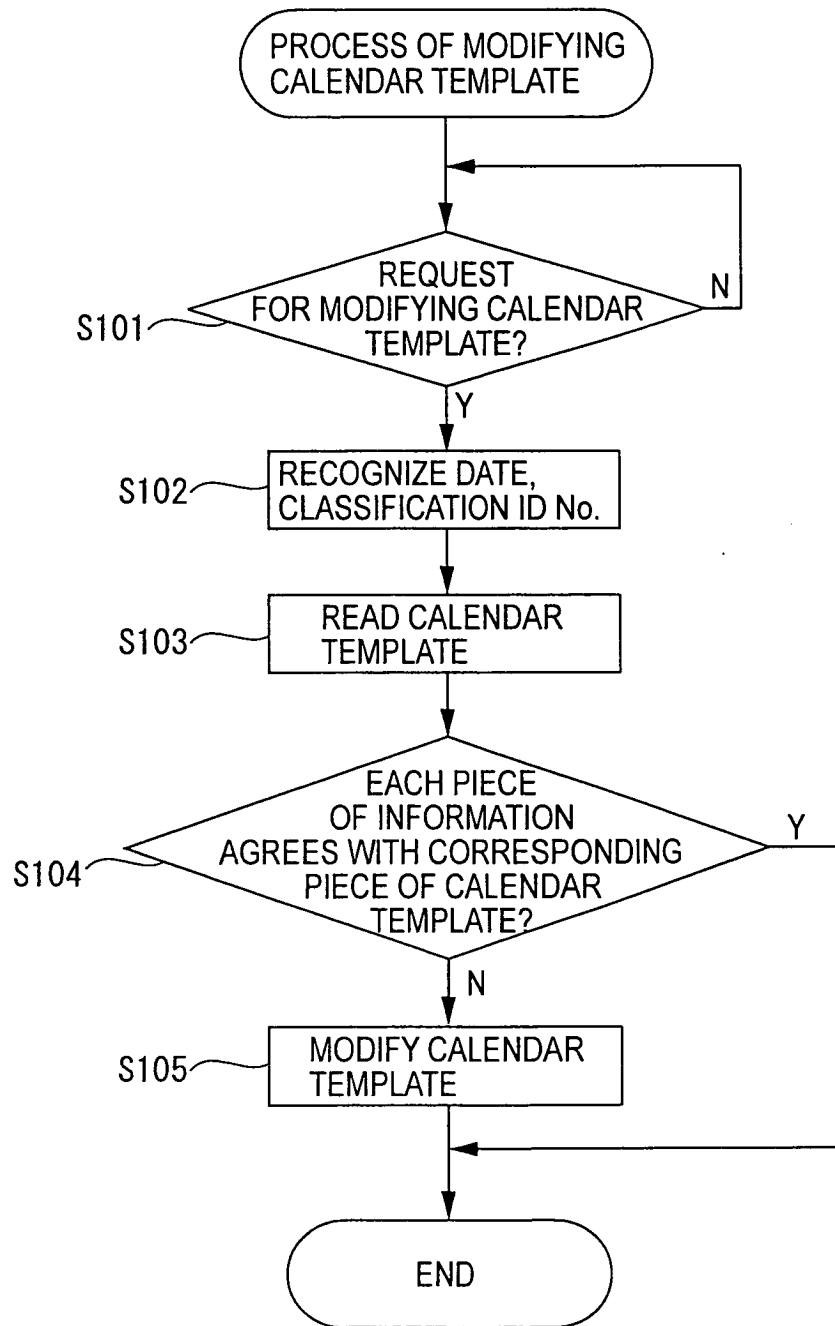 PROCESS OF MODIFYING
CALENDAR TEMPLATE
REQUEST
FOR MODIFYING CALENDAR
TEMPLATE?
N
S101
Y
S102
RECOGNIZE DATE,
CLASSIFICATION ID No.
S103
READ CALENDAR
TEMPLATE
EACH PIECE
OF INFORMATION
AGREES WITH CORRESPONDING
PIECE OF CALENDAR
TEMPLATE?
Y
S104
N
S105
MODIFY CALENDAR
TEMPLATE
END